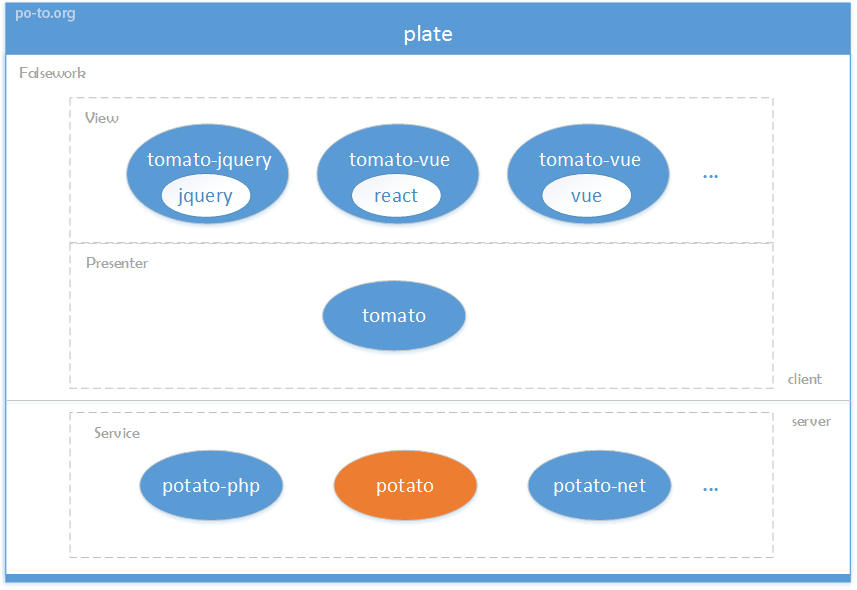 po-to.org
plate
Falsework
View
tomato-jquery
jquery
tomato-vue
react
tomato-vue
vue
...
Presenter
tomato
client
server
Service
potato-php
potato
potato-net
...